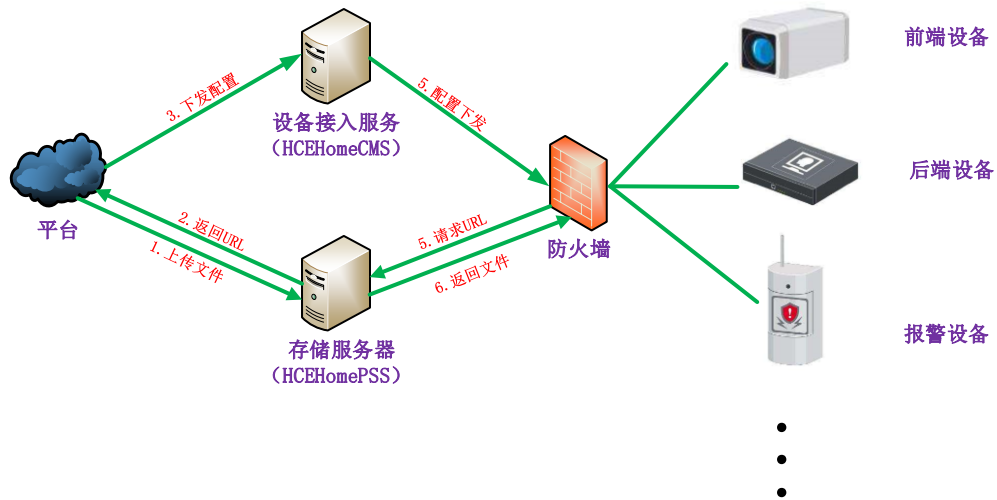 前端设备
3.下发配置
5.配置下发
设备接入服务
（HCEHomeCMS）
后端设备
平台
2.返回URL
1.上传文件
5.请求URL
6.返回文件
防火墙
报警设备
存储服务器
（HCEHomePSS）